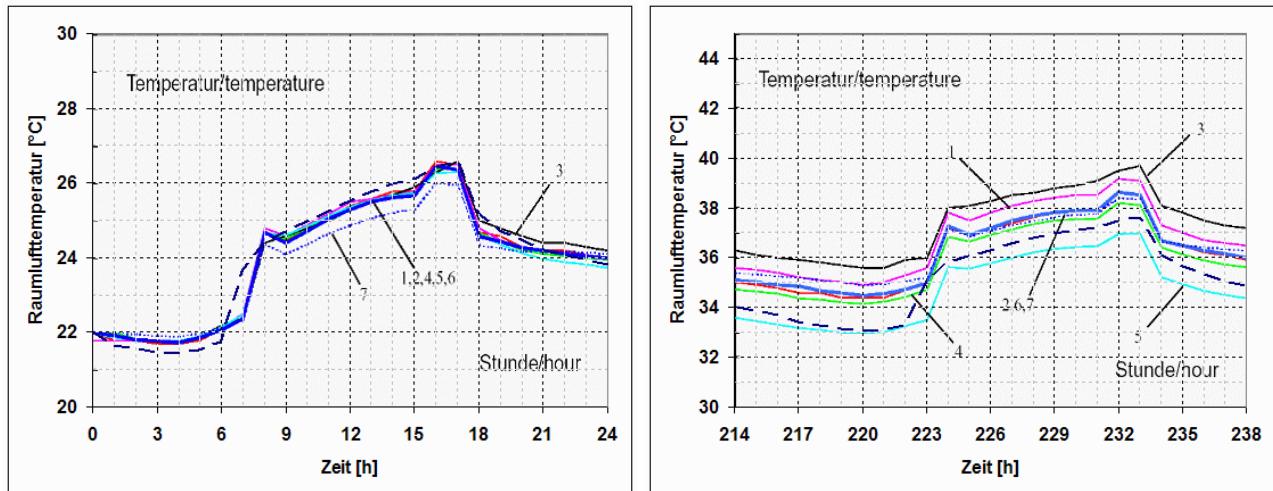 30
28
26
24
22
20
Raumlufttemperatur [°C]
Temperatur/temperature
3
1,2,4,5,6
7
Stunde/hour
0 3 6 9 12 15 18 21 24
Zeit [h]
44
42
40
38
36
34
32
30
Raumlufttemperatur [°C]
Temperatur/temperature
1
3
2,6,7
4
5
Stunde/hour
214 217 220 223 226 229 232 235 238
Zeit [h]